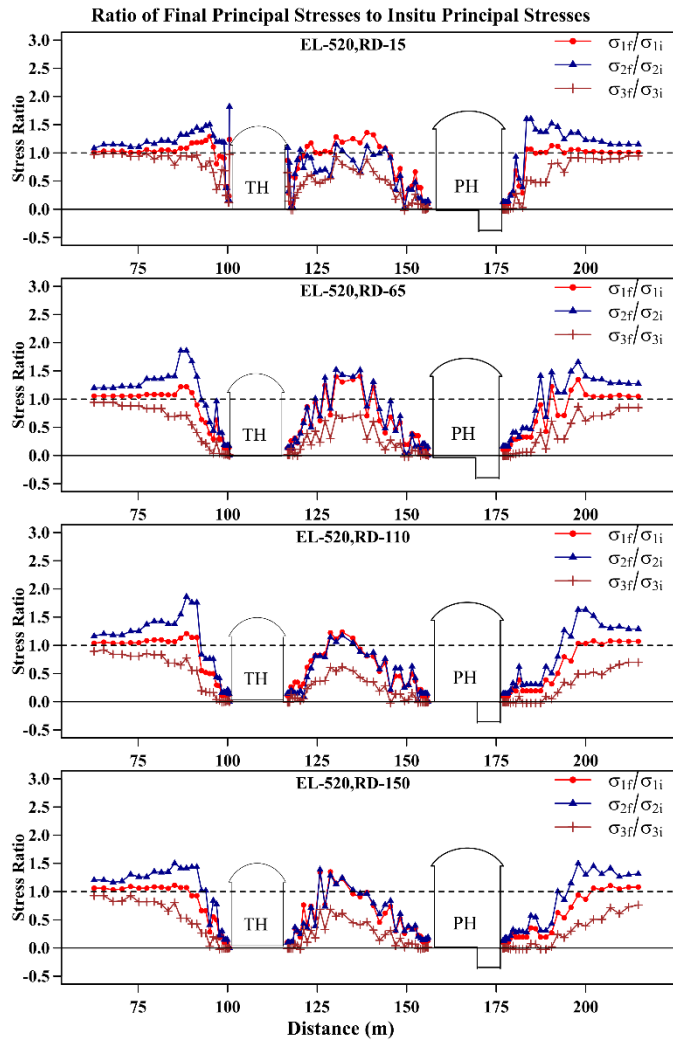 Ratio of Final Principal Stresses to Insitu Principal Stresses
EL-520,RD-15
σ1f/σ1i
σ2f/σ2i
σ3f/σ3i
Stress Ratio
3.0
2.5
2.0
1.5
1.0
0.5
0.0
-0.5
TH
PH
75
100
125
150
175
200
EL-520,RD-65
σ1f/σ1i
σ2f/σ2i
σ3f/σ3i
Stress Ratio
3.0
2.5
2.0
1.5
1.0
0.5
0.0
-0.5
TH
PH
75
100
125
150
175
200
EL-520,RD-110
σ1f/σ1i
σ2f/σ2i
σ3f/σ3i
Stress Ratio
3.0
2.5
2.0
1.5
1.0
0.5
0.0
-0.5
TH
PH
75
100
125
150
175
200
EL-520,RD-150
σ1f/σ1i
σ2f/σ2i
σ3f/σ3i
Stress Ratio
3.0
2.5
2.0
1.5
1.0
0.5
0.0
-0.5
TH
PH
75
100
125
150
175
200
Distance (m)